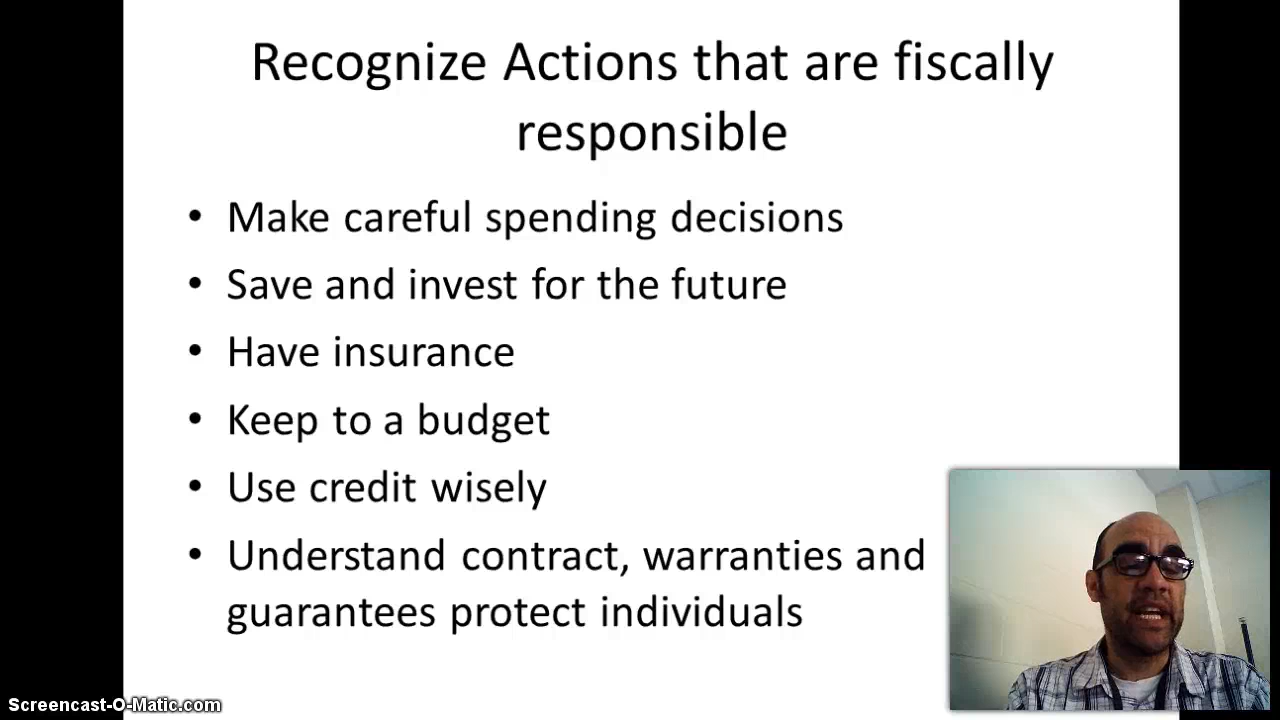 Recognize Actions that are fiscally
responsible
• Make careful spending decisions
• Save and invest for the future
• Have insurance
• Keep to a budget
• Use credit wisely
• Understand contract, warranties and
guarantees protect individuals
Screencast-O-Matic.com